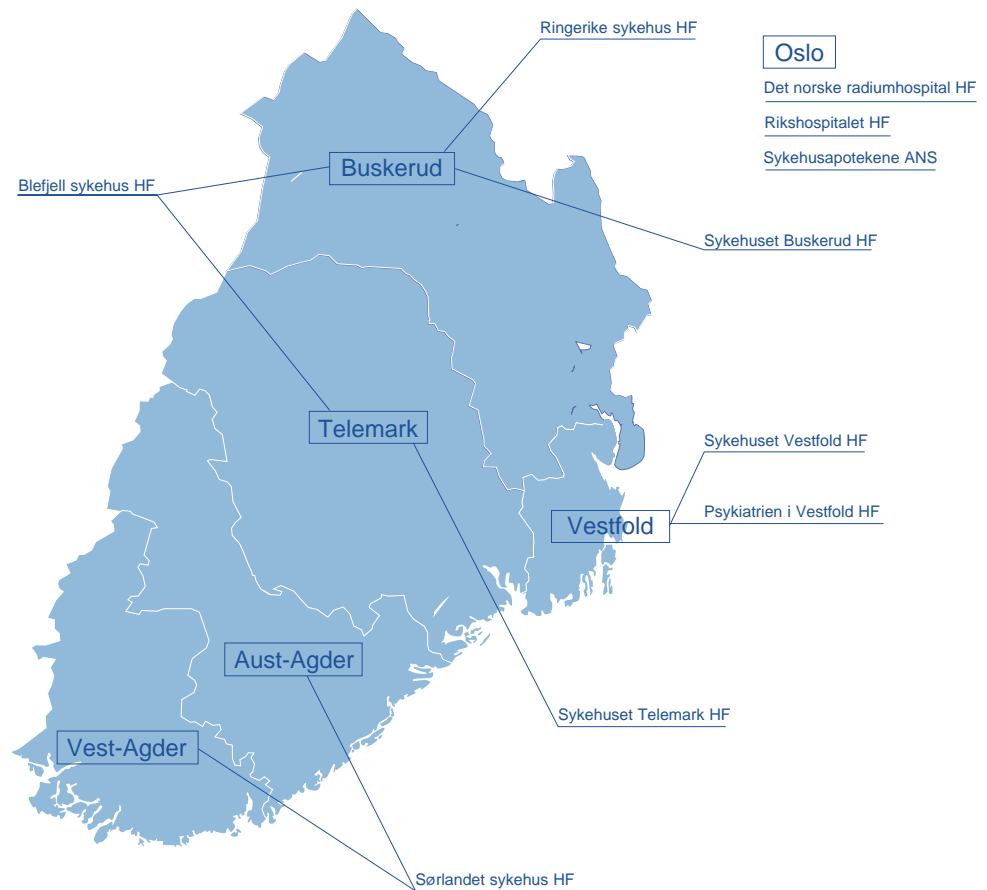 Ringerike sykehus HF
Oslo
Det norske radiumhospital HF
Rikshospitalet HF
Sykehusapotekene ANS
Buskerud
Blefjell sykehus HF
Sykehuset Buskerud HF
Telemark
Sykehuset Vestfold HF
Psykiatrien i Vestfold HF
Vestfold
Aust-Agder
Sykehuset Telemark HF
Vest-Agder
Sørlandet sykehus HF